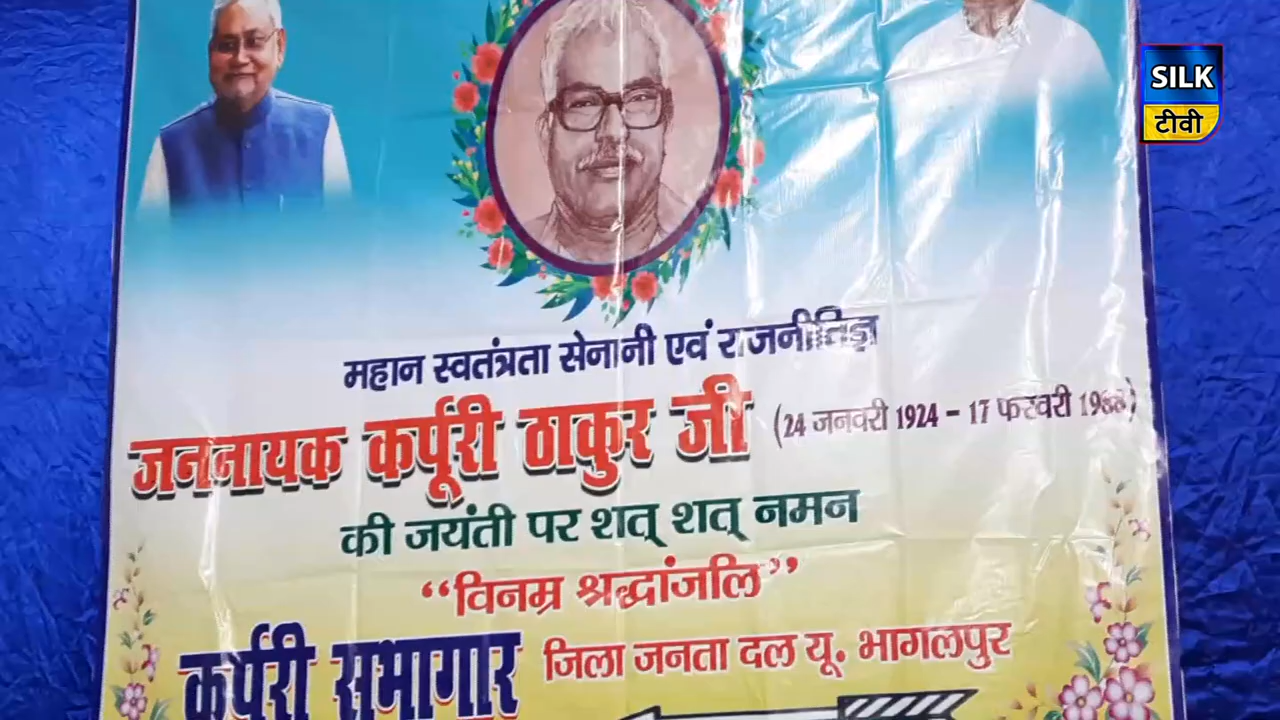 SILK
टीवी
महान स्वतंत्रता सेनानी एवं राजनीतिज्ञ
जननायक कर्पूरी ठाकुर जी (24 जनवरी 1924 - 17 फरवरी 1988)
की जयंती पर शत् शत् नमन
“विनम्र श्रद्धांजलि”
कर्पूरी सभागार जिला जनता दल यू. भागलपुर